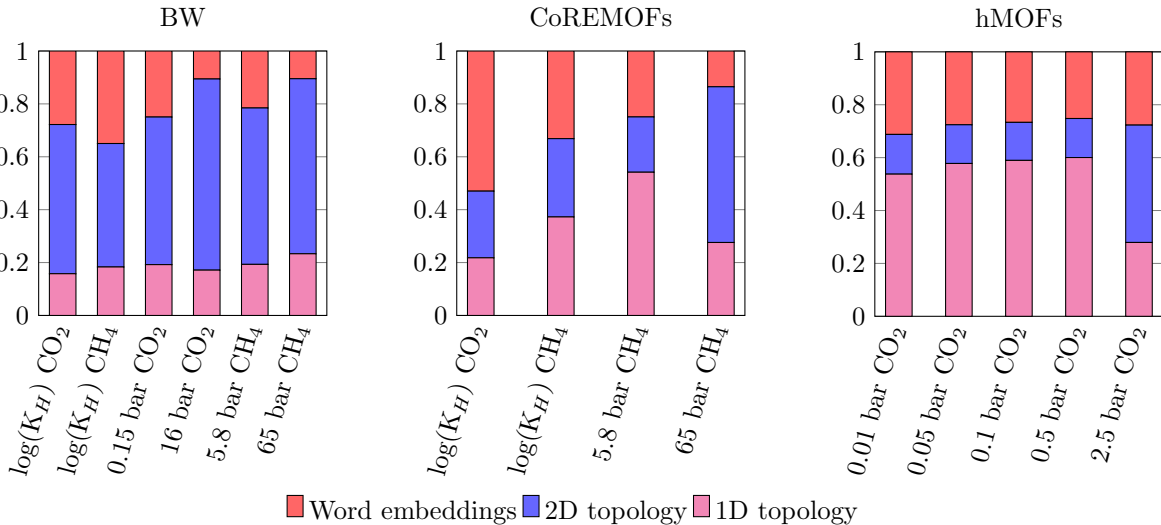 BW
CoREMOFs
hMOFs
1
0.8
0.6
0.4
0.2
0
log(K_H) CO₂
log(K_H) CH₄
0.15 bar CO₂
16 bar CO₂
5.8 bar CH₄
65 bar CH₄
1
0.8
0.6
0.4
0.2
0
log(K_H) CO₂
log(K_H) CH₄
5.8 bar CH₄
65 bar CH₄
1
0.8
0.6
0.4
0.2
0
0.01 bar CO₂
0.05 bar CO₂
0.1 bar CO₂
0.5 bar CO₂
2.5 bar CO₂
Word embeddings 2D topology 1D topology